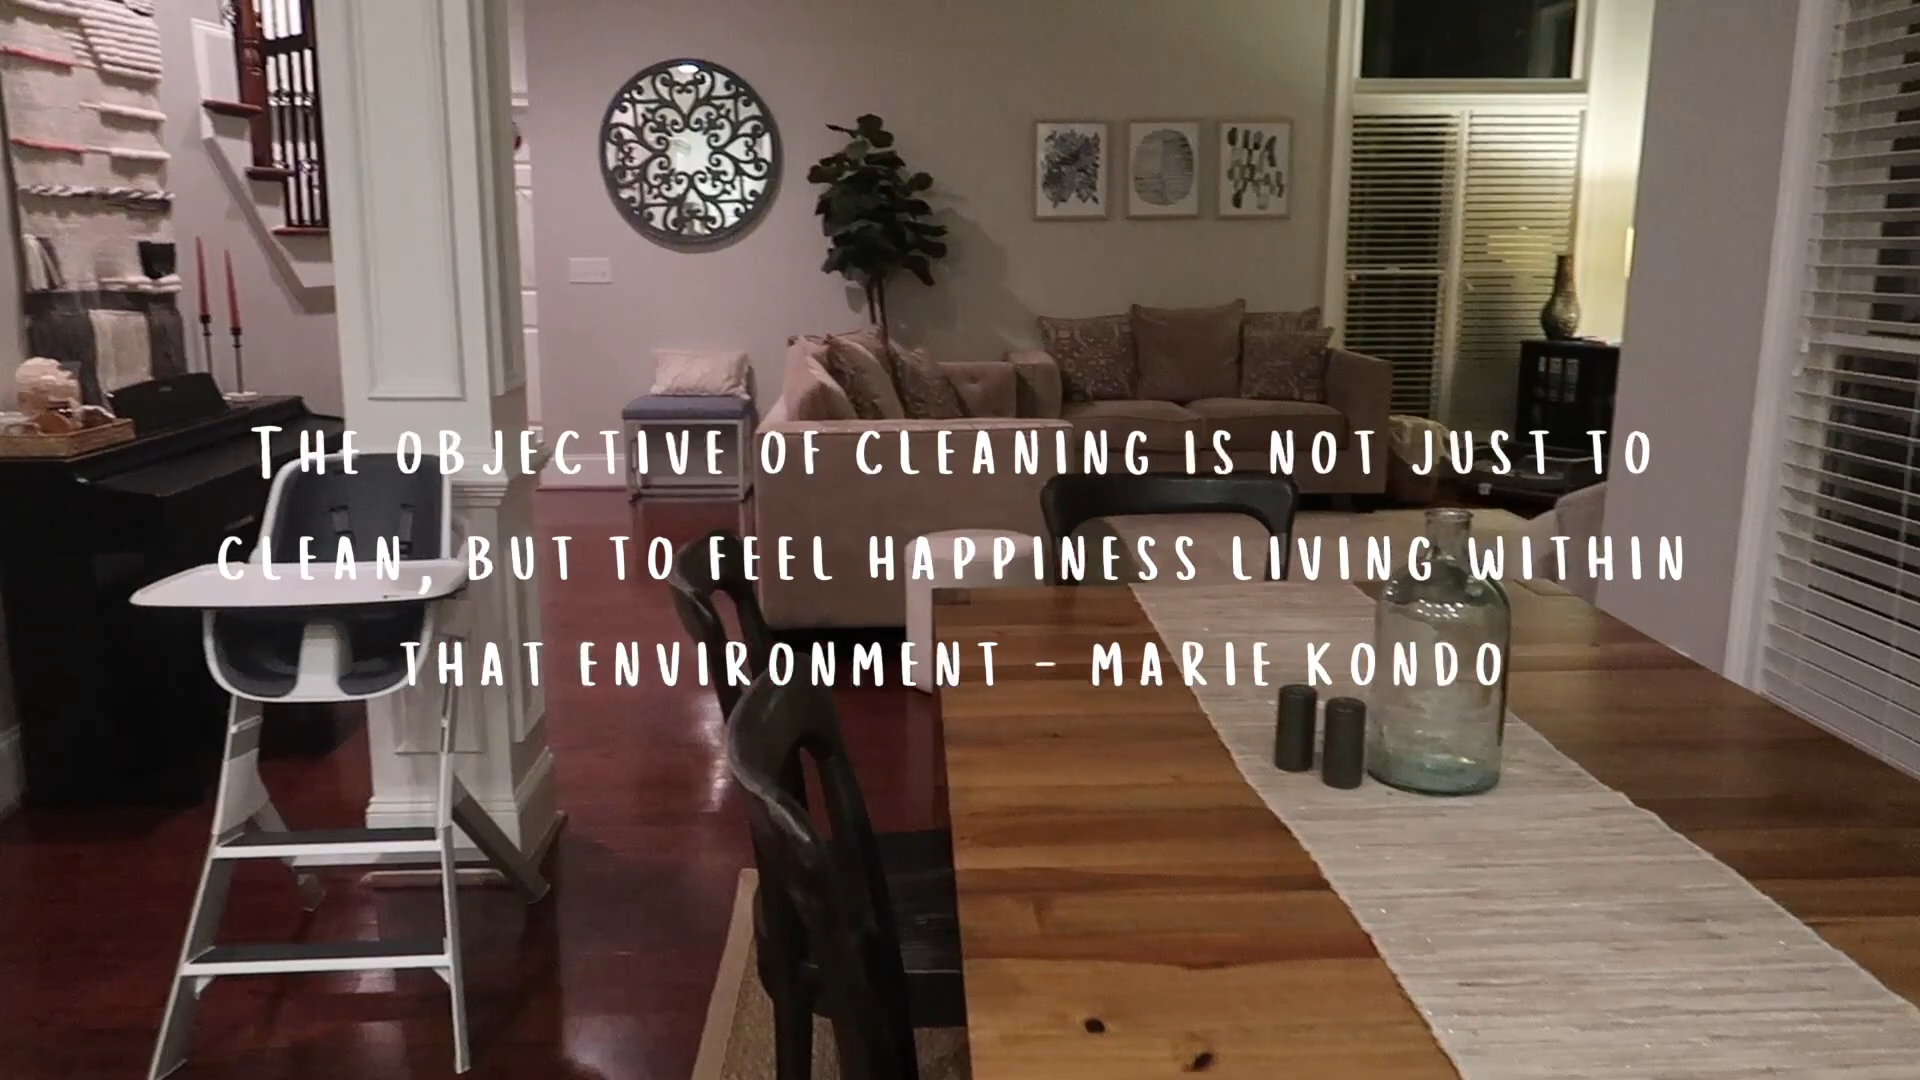 The objective of cleaning is not just to
clean, but to feel happiness living within
that environment - Marie Kondo